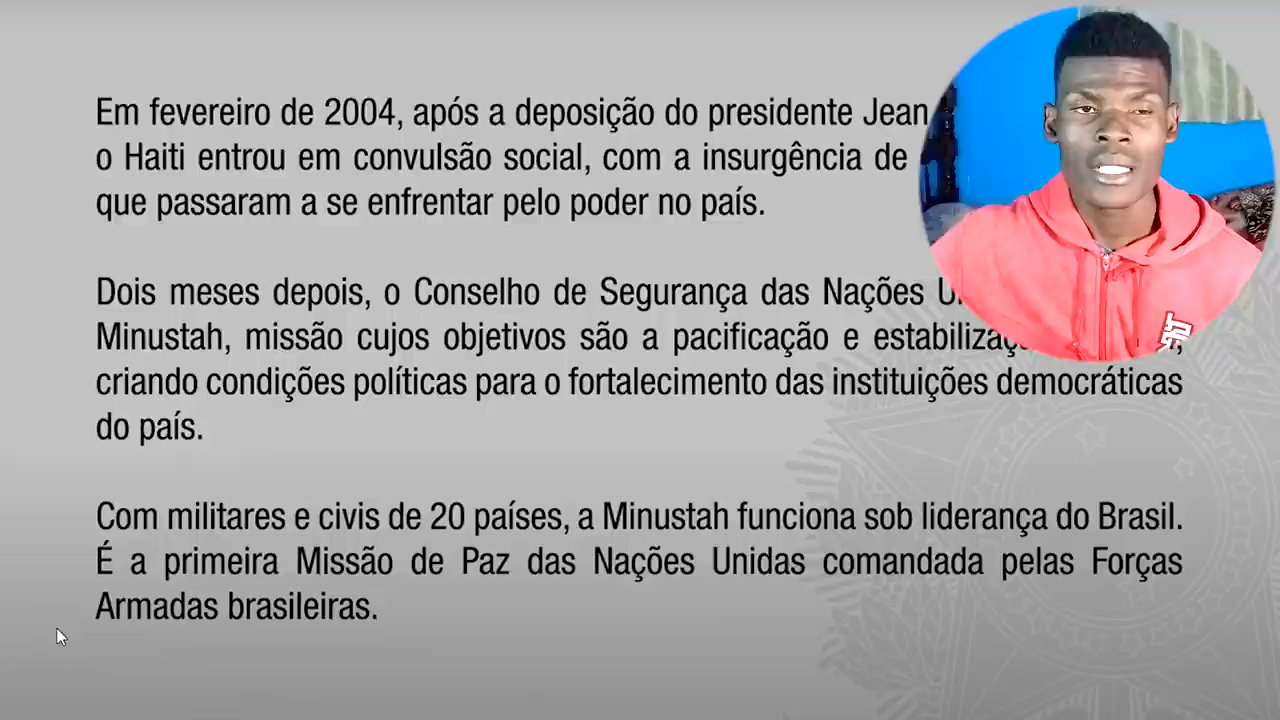 Em fevereiro de 2004, após a deposição do presidente Jean
o Haiti entrou em convulsão social, com a insurgência de
que passaram a se enfrentar pelo poder no país.
Dois meses depois, o Conselho de Segurança das Nações
Minustah, missão cujos objetivos são a pacificação e
criando condições políticas para o fortalecimento das instituições democráticas
do país.
Com militares e civis de 20 países, a Minustah funciona sob liderança do Brasil.
É a primeira Missão de Paz das Nações Unidas comandada pelas Forças
Armadas brasileiras.